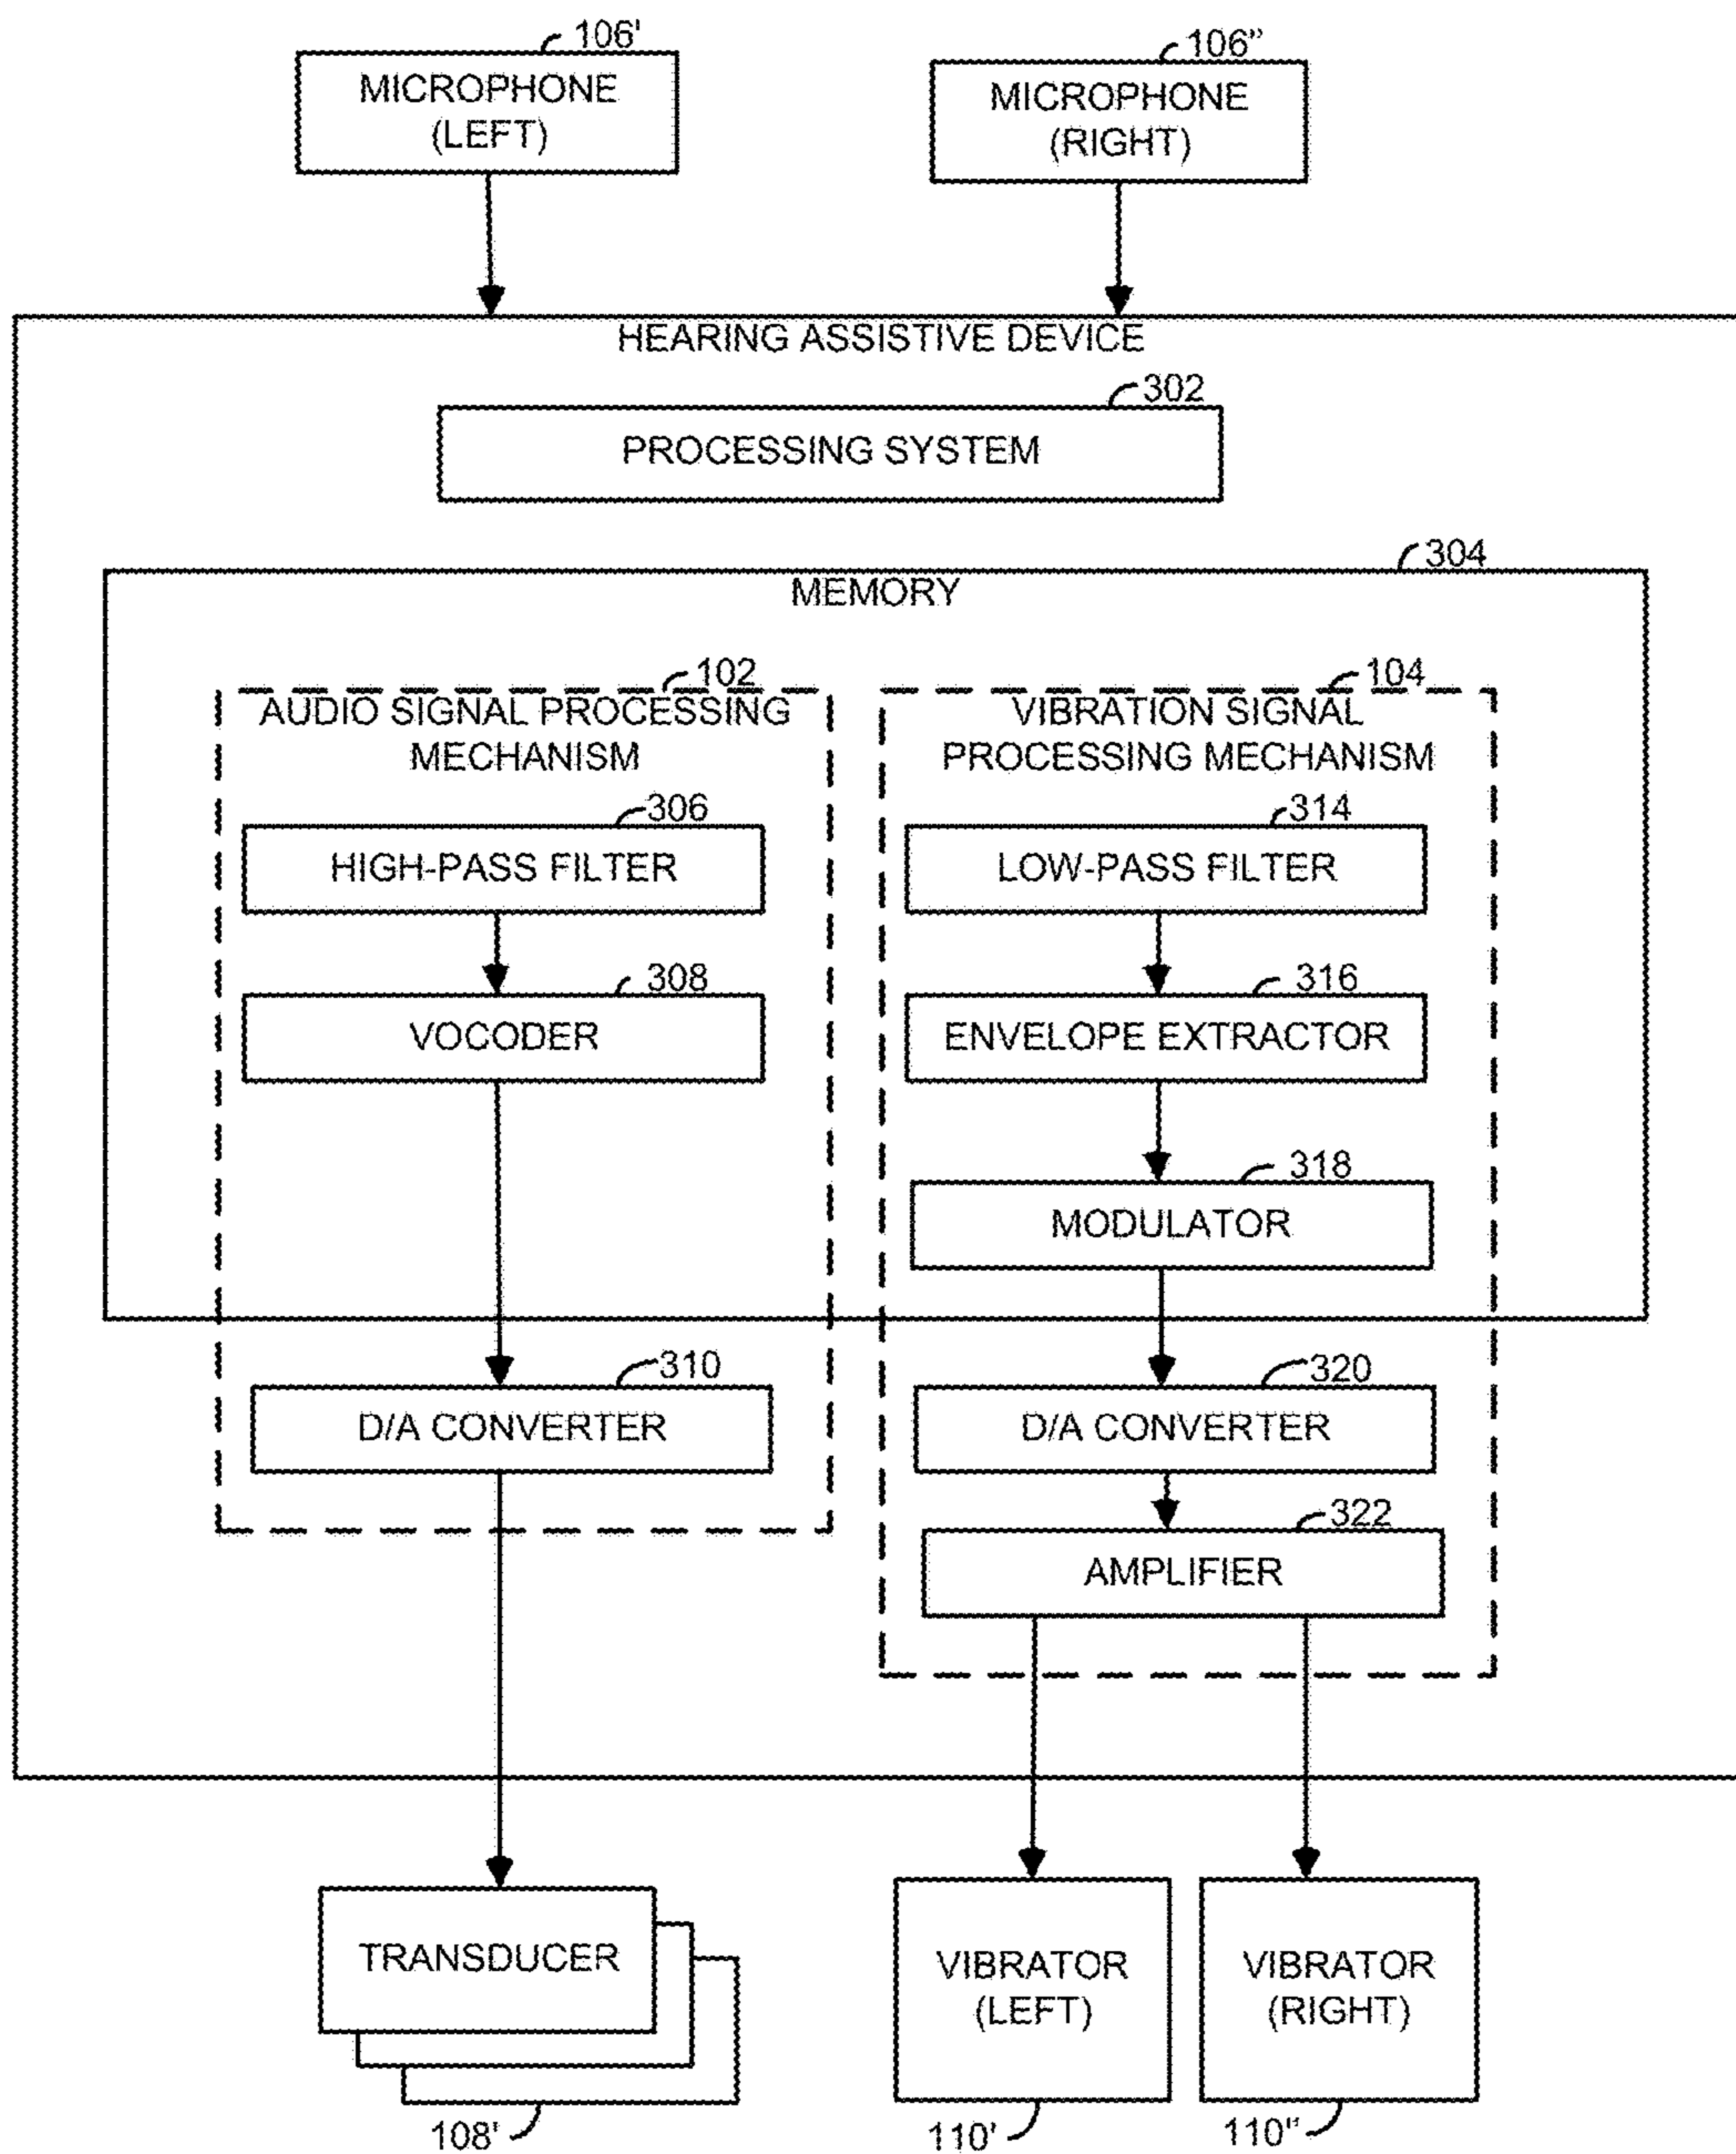 106'
106"
MICROPHONE
(LEFT)
MICROPHONE
(RIGHT)
HEARING ASSISTIVE DEVICE
302
PROCESSING SYSTEM
304
MEMORY
102
104
AUDIO SIGNAL PROCESSING
MECHANISM
VIBRATION SIGNAL
PROCESSING MECHANISM
306
314
HIGH-PASS FILTER
LOW-PASS FILTER
308
316
VOCODER
ENVELOPE EXTRACTOR
318
MODULATOR
310
320
D/A CONVERTER
D/A CONVERTER
322
AMPLIFIER
TRANSDUCER
VIBRATOR
(LEFT)
VIBRATOR
(RIGHT)
108'
110'
110"